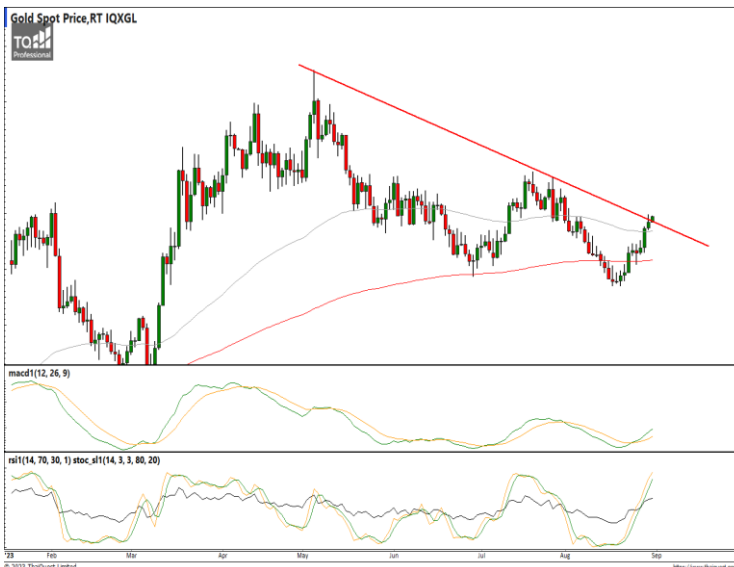 Gold Spot Price,RT IQXGL
TQ
Professional
macd1(12, 26, 9)
rsi1(14, 70, 30, 1) stoc_sl1(14, 3, 3, 80, 20)
'23 Feb Mar Apr May Jun Jul Aug Sep